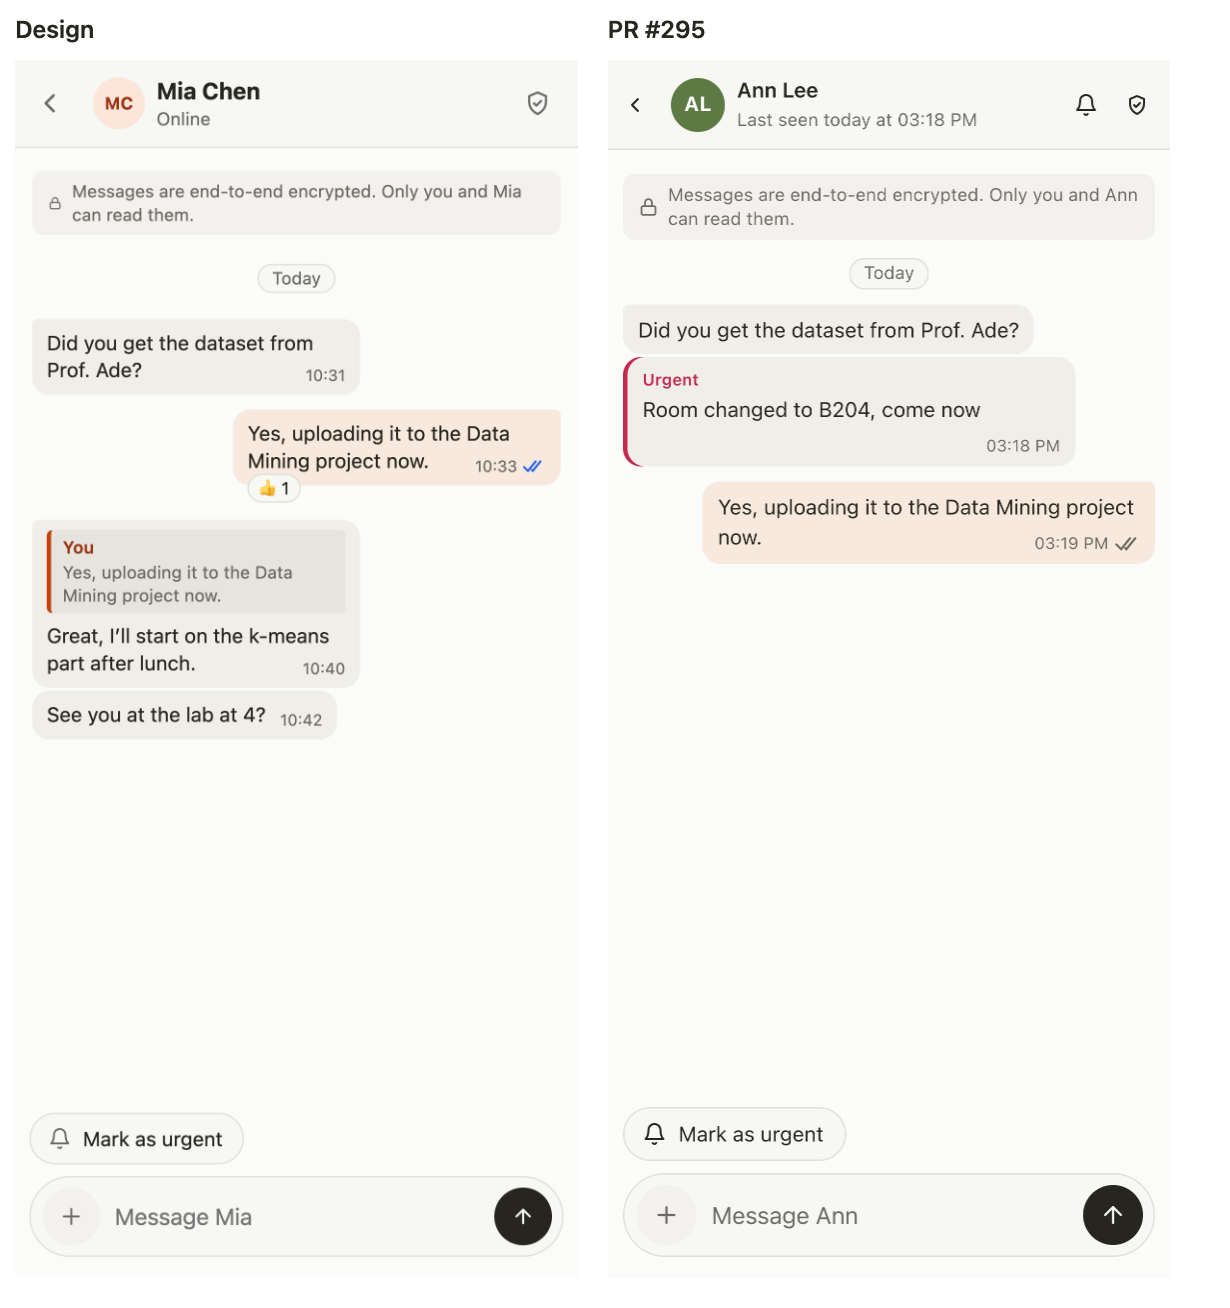 Design
MC
Mia Chen
Online
Messages are end-to-end encrypted. Only you and Mia
can read them.
Today
Did you get the dataset from
Prof. Ade?
10:31
Yes, uploading it to the Data
Mining project now.
10:33
👍 1
You
Yes, uploading it to the Data
Mining project now.
Great, I’ll start on the k-means
part after lunch.
10:40
See you at the lab at 4? 10:42
Mark as urgent
Message Mia
PR #295
AL
Ann Lee
Last seen today at 03:18 PM
Messages are end-to-end encrypted. Only you and Ann
can read them.
Today
Did you get the dataset from Prof. Ade?
Urgent
Room changed to B204, come now
03:18 PM
Yes, uploading it to the Data Mining project
now.
03:19 PM
Mark as urgent
Message Ann